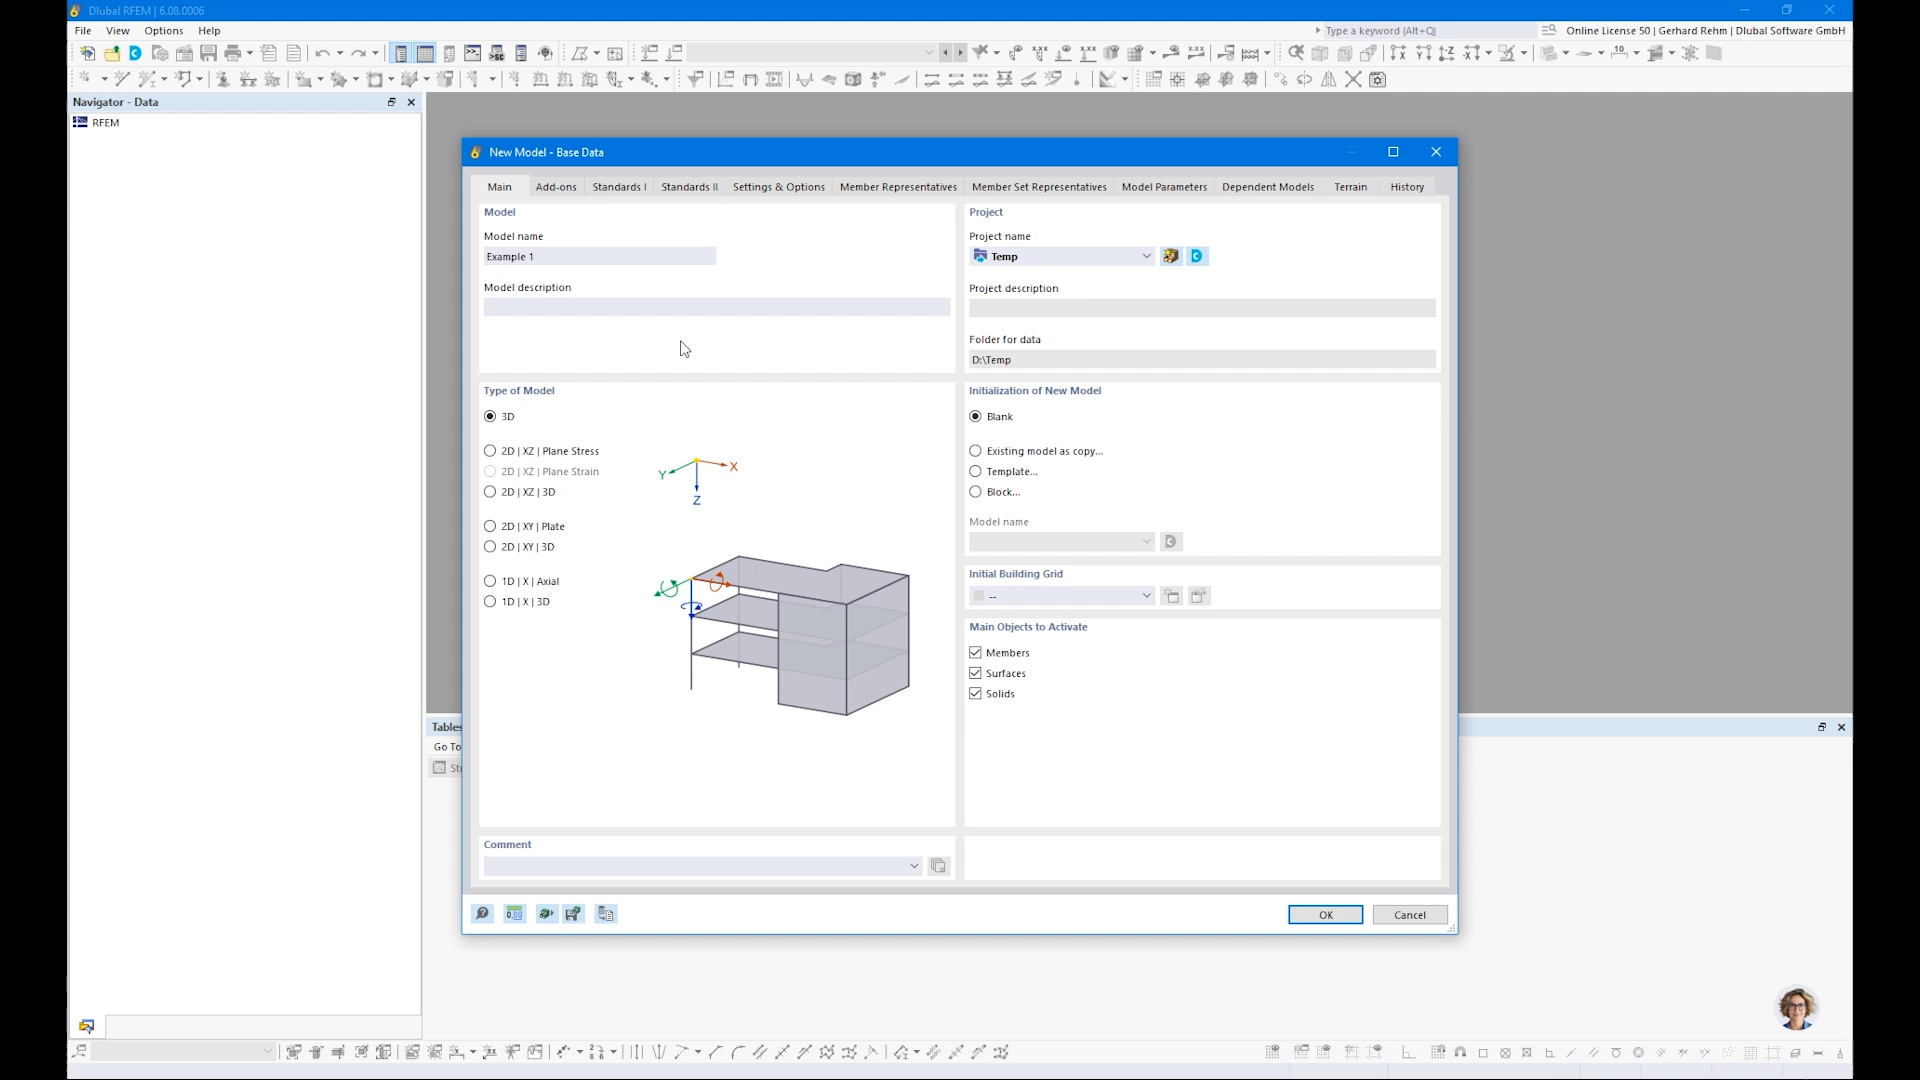 Dlubal RFEM | 6.08.0006
File View Options Help
Type a keyword (Alt+Q)
Online License 50 | Gerhard Rehm | Dlubal Software GmbH
Navigator - Data
RFEM
New Model - Base Data
Main Add-ons Standards I Standards II Settings & Options Member Representatives Member Set Representatives Model Parameters Dependent Models Terrain History
Model
Model name
Example 1
Model description
Project
Project name
Temp
Project description
Folder for data
D:\Temp
Type of Model
3D
2D | XZ | Plane Stress
2D | XZ | Plane Strain
2D | XZ | 3D
2D | XY | Plate
2D | XY | 3D
1D | X | Axial
1D | X | 3D
Y X
Z
Initialization of New Model
Blank
Existing model as copy...
Template...
Block...
Model name
Initial Building Grid
--
Main Objects to Activate
Members
Surfaces
Solids
Comment
OK Cancel
Tables
Go To